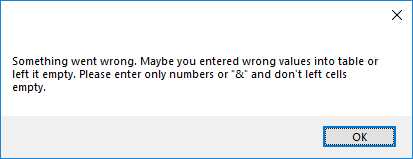 Something went wrong. Maybe you entered wrong values into table or
left it empty. Please enter only numbers or "&" and don't left cells
empty.
OK